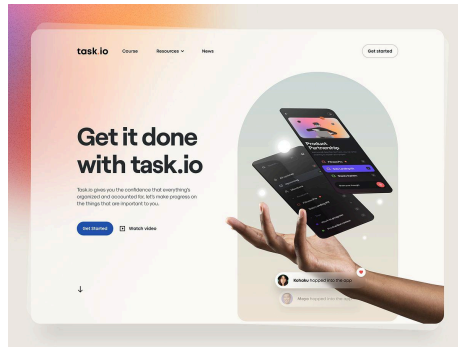 task.io
Course
Resources
News
Get started
Get it done
with task.io
Task.io gives you the confidence that everything's
organized and accounted for, let's make progress on
the things that are important to you.
Get Started
Watch video
Product
Partnership
Kohaku hopped into the app
hopped into the app